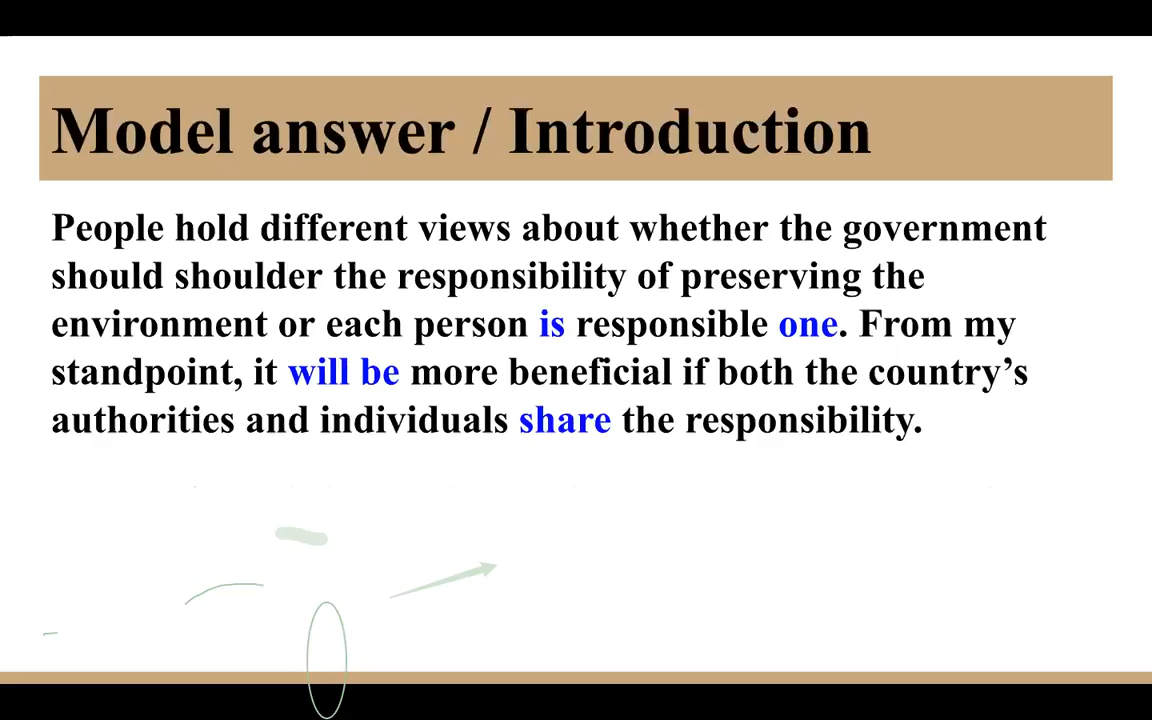 Model answer / Introduction
People hold different views about whether the government
should shoulder the responsibility of preserving the
environment or each person is responsible one. From my
standpoint, it will be more beneficial if both the country’s
authorities and individuals share the responsibility.